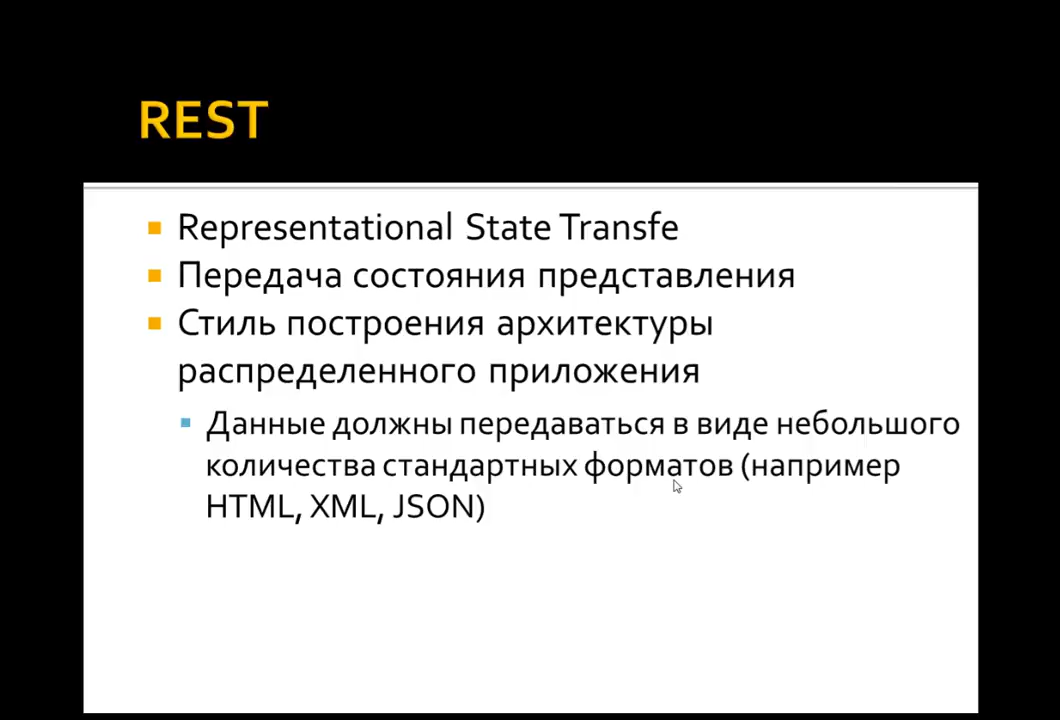 REST
Representational State Transfe
Передача состояния представления
Стиль построения архитектуры
распределенного приложения
Данные должны передаваться в виде небольшого
количества стандартных форматов (например
HTML, XML, JSON)